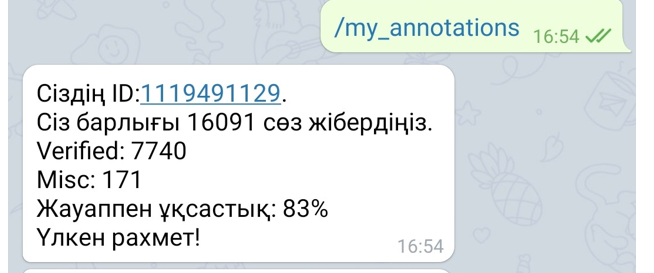 /my_annotations 16:54
Сіздің ID:1119491129.
Сіз барлығы 16091 сөз жібердіңіз.
Verified: 7740
Misc: 171
Жауаппен ұқсастық: 83%
Үлкен рахмет!
16:54